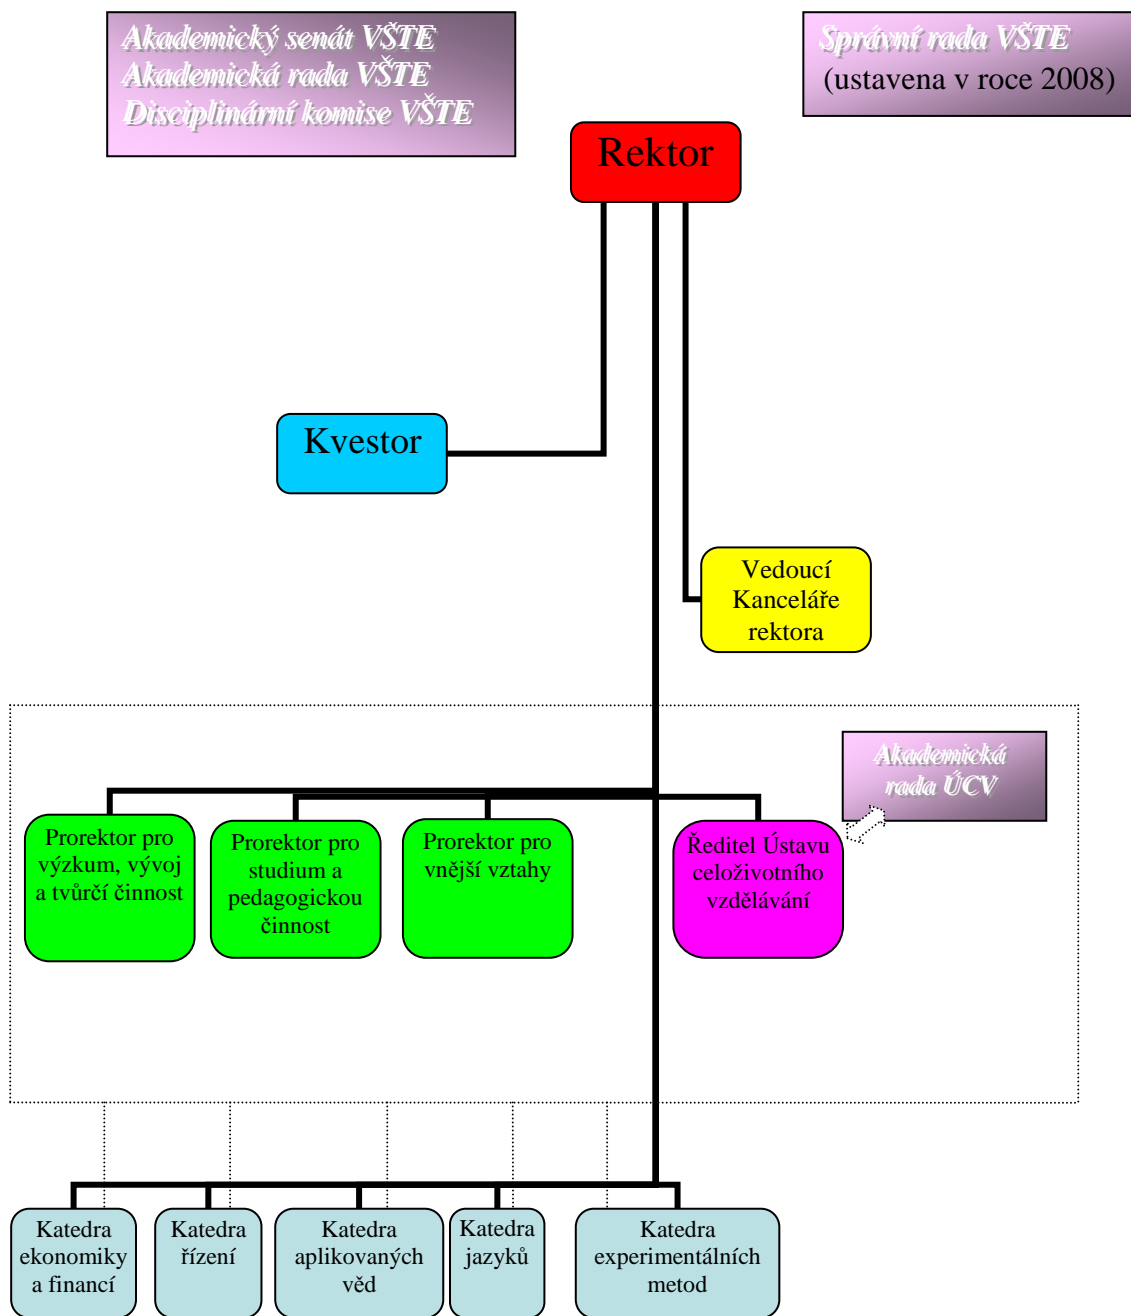 Akademický senát VŠTE
Akademická rada VŠTE
Disciplinární komise VŠTE
Správní rada VŠTE
(ustavena v roce 2008)
Rektor
Kvestor
Vedoucí
Kanceláře
rektora
Akademická
rada ÚCV
Prorektor pro
výzkum, vývoj
a tvůrčí činnost
Prorektor pro
studium a
pedagogickou
činnost
Prorektor pro
vnější vztahy
Ředitel Ústavu
celoživotního
vzdělávání
Katedra
ekonomiky
a financí
Katedra
řízení
Katedra
aplikovaných
věd
Katedra
jazyků
Katedra
experimentálních
metod